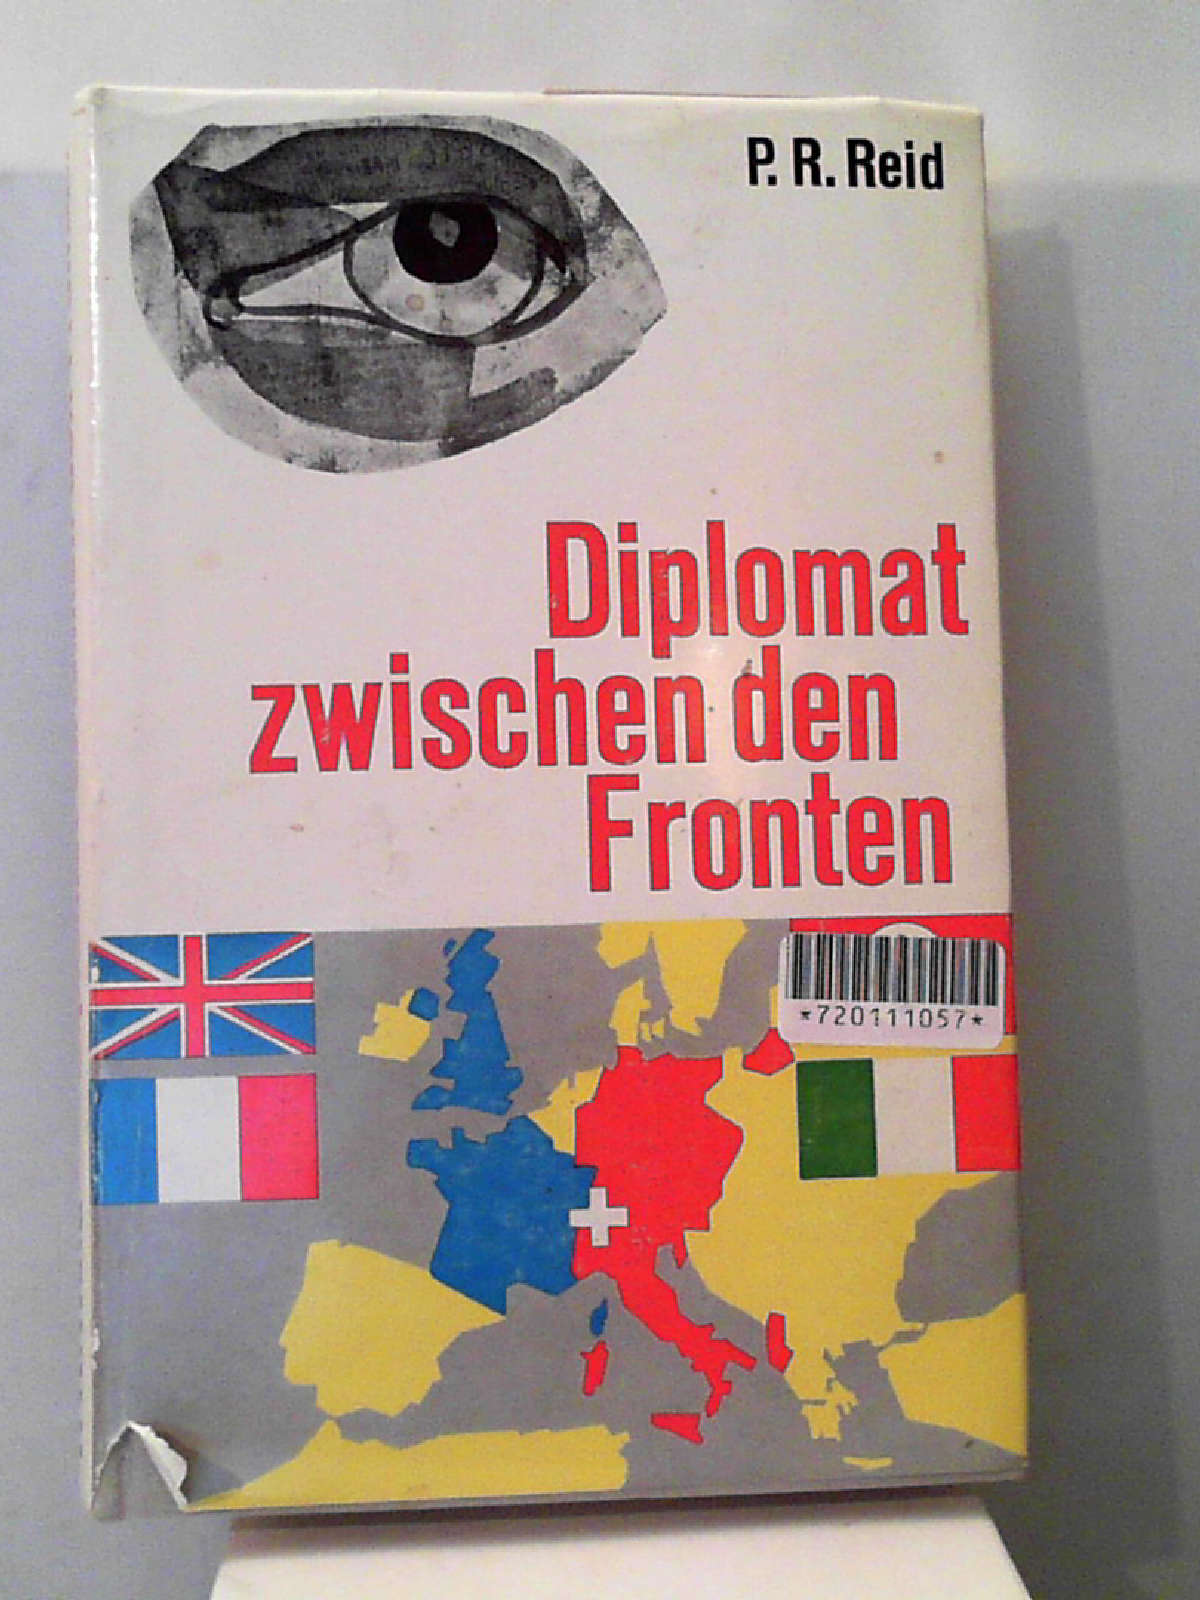 P. R. Reid
Diplomat
zwischen den
Fronten
*720111057*